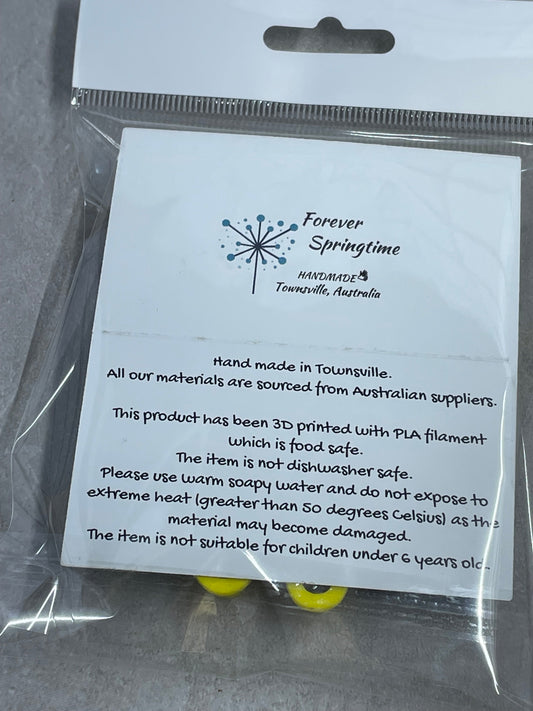 Forever
Springtime
HANDMADE
Townsville, Australia
Hand made in Townsville.
All our materials are sourced from Australian suppliers.
This product has been 3D printed with PLA filament
which is food safe.
The item is not dishwasher safe.
Please use warm soapy water and do not expose to
extreme heat (greater than 50 degrees Celsius) as the
material may become damaged.
The item is not suitable for children under 6 years old.